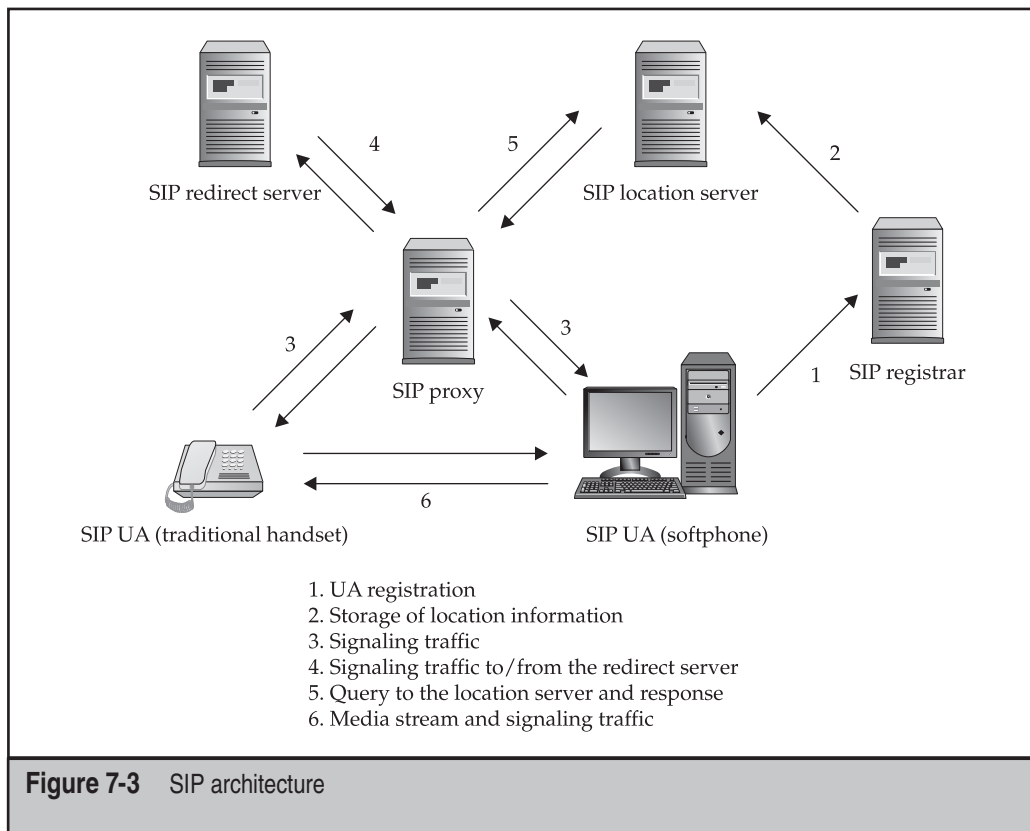 4
5
2
SIP redirect server
SIP location server
3
3
1
SIP registrar
SIP proxy
6
SIP UA (traditional handset)
SIP UA (softphone)
1. UA registration
2. Storage of location information
3. Signaling traffic
4. Signaling traffic to/from the redirect server
5. Query to the location server and response
6. Media stream and signaling traffic
Figure 7-3 SIP architecture